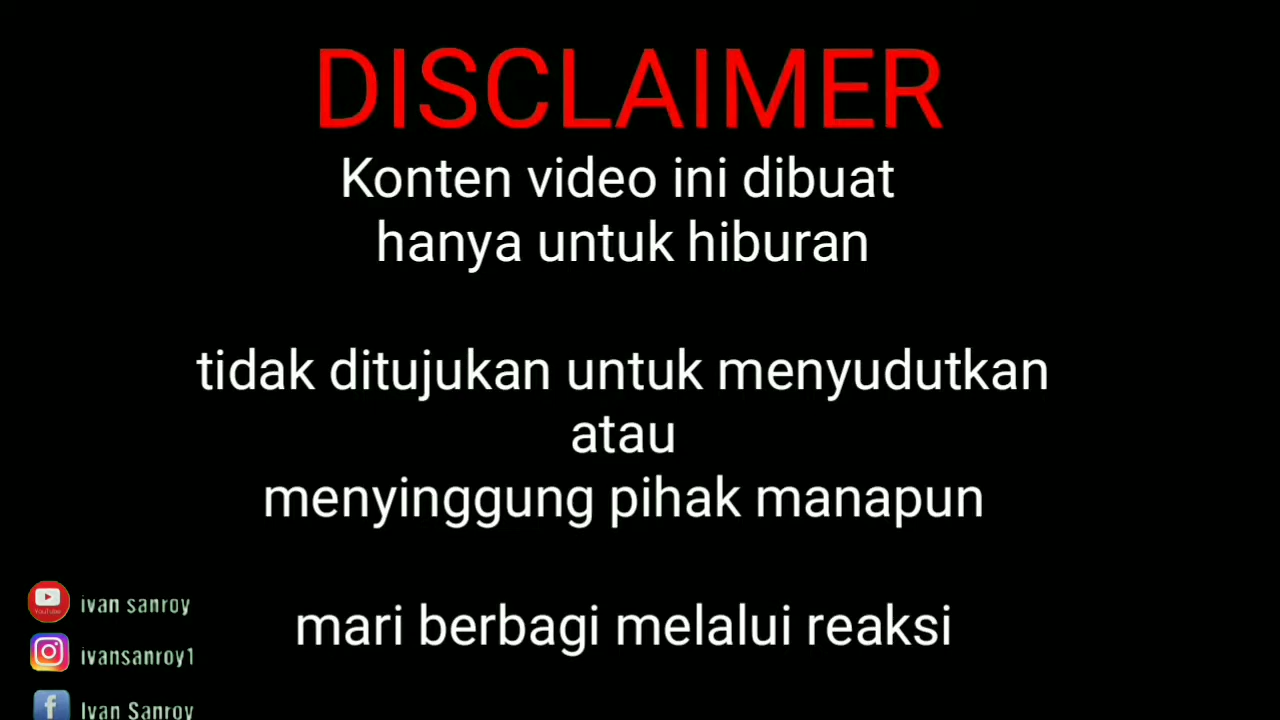 DISCLAIMER
Konten video ini dibuat
hanya untuk hiburan
tidak ditujukan untuk menyudutkan
atau
menyinggung pihak manapun
mari berbagi melalui reaksi
YouTube
ivan sanroy
ivansanroy1
Ivan Sanroy